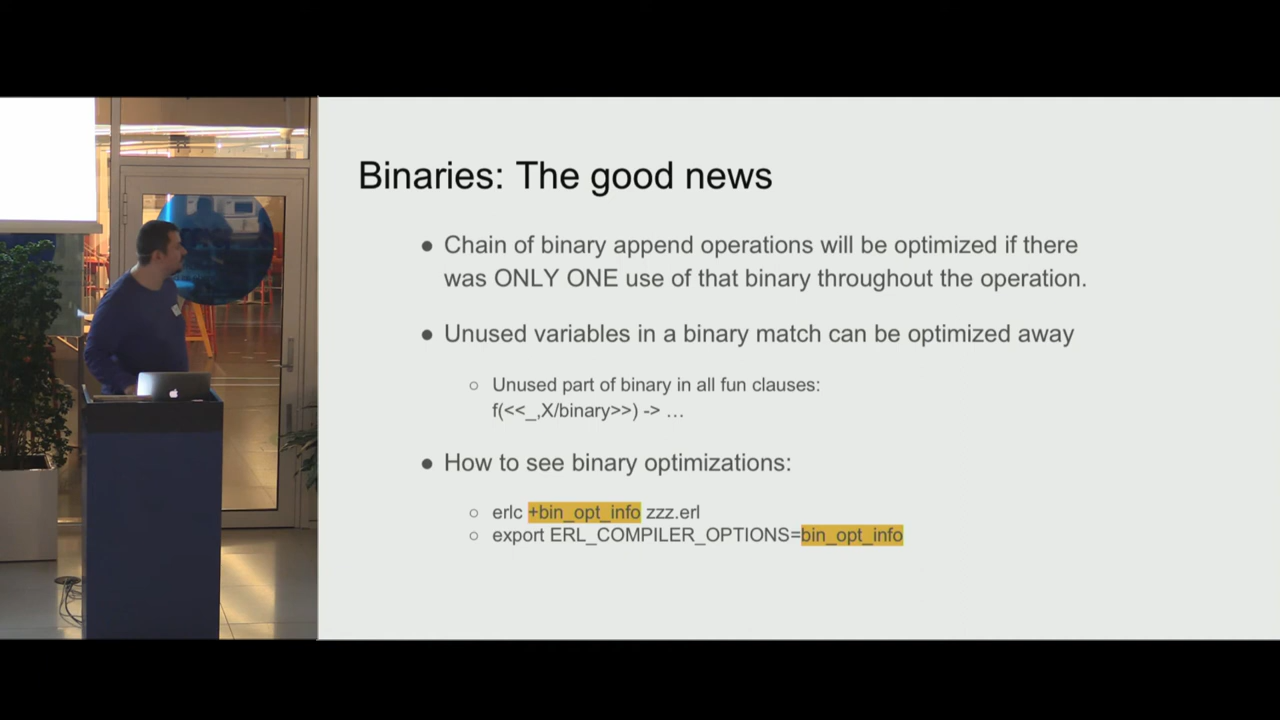 Binaries: The good news
● Chain of binary append operations will be optimized if there
was ONLY ONE use of that binary throughout the operation.
● Unused variables in a binary match can be optimized away
○ Unused part of binary in all fun clauses:
f(<<_,X/binary>>) -> …
● How to see binary optimizations:
○ erlc +bin_opt_info zzz.erl
○ export ERL_COMPILER_OPTIONS=bin_opt_info